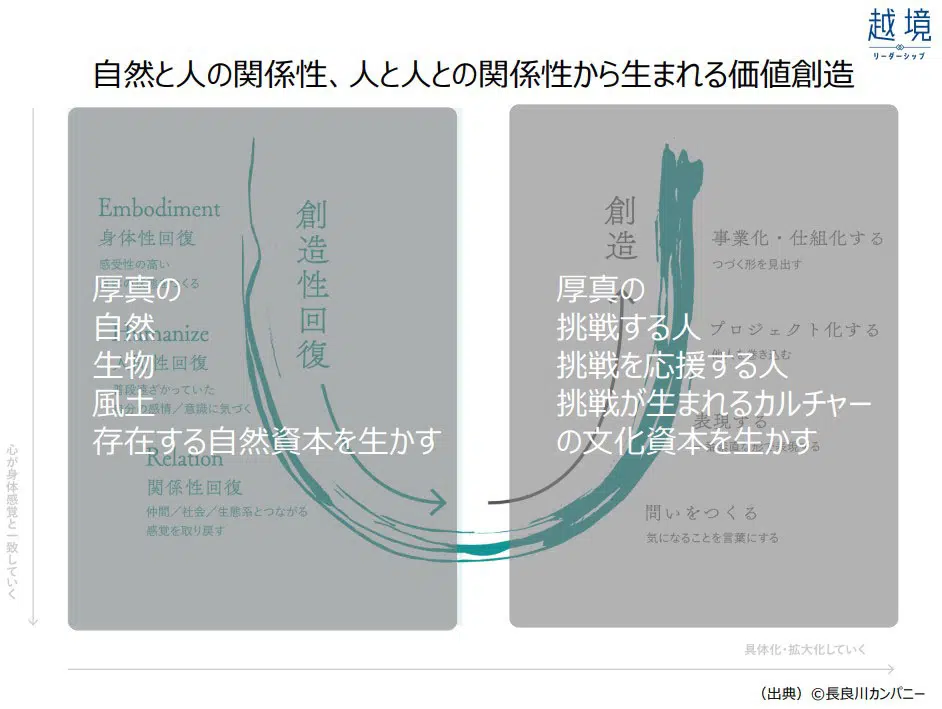 越境
リーダーシップ
自然と人の関係性、人と人との関係性から生まれる価値創造
Embodiment
身体性回復
感受性の高い
厚真の
自然
生物
風土
存在する自然資本を生かす
Humanize
性回復
普段遠ざかっていた
自分の感情／意識に気づく
Relation
関係性回復
仲間／社会／生態系とつながる
感覚を取り戻す
創造性回復
心が身体感覚と一致していく
創造
事業化・仕組化する
つづく形を見出す
厚真の
挑戦する人
挑戦を応援する人
挑戦が生まれるカルチャー
の文化資本を生かす
プロジェクト化する
表現する
問いをつくる
気になることを言葉にする
具体化・拡大化していく
（出典）©長良川カンパニー